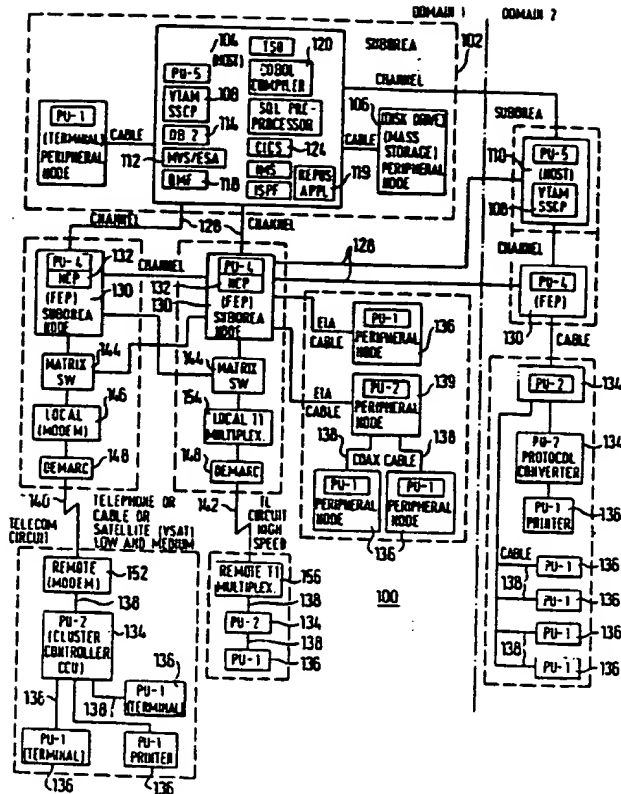 DOMAIN 1
DOMAIN 2
104
(HOST)
TSO
120
SUBOREA
102
COBOL
COMPILER
PU-5
VTAM
SSCP
108
SQL PRE-
PROCESSOR
106
DB 2
114
CICS
124
112
MVS/ESA
RMF
118
IMS
ISPF
REPOS
APPL
119
PU-1
(TERMINAL)
PERIPHERAL
NODE
CABLE
CABLE
(DISK DRIVE)
(MASS
STORAGE)
PERIPHERAL
NODE
CHANNEL
SUBOREA
110
PU-5
(HOST)
VTAM
SSCP
108
CHANNEL
PU-4
(FEP)
130
CABLE
CHANNEL
128
CHANNEL
128
PU-4
NCP
132
(FEP)
130
SUBOREA
NODE
CHANNEL
132
130
PU-4
NCP
(FEP)
SUBOREA
NODE
144
MATRIX
SW
144
MATRIX
SW
LOCAL
(MODEM)
146
154
LOCAL T1
MULTIPLEX.
DEMARC
148
148
DEMARC
EIA
CABLE
PU-1
PERIPHERAL
NODE
136
EIA
CABLE
PU-2
PERIPHERAL
NODE
139
138
COAX CABLE
138
PU-1
PERIPHERAL
NODE
PU-1
PERIPHERAL
NODE
136
100
140
TELECOM
CIRCUIT
TELEPHONE OR
CABLE OR
SATELLITE (VSAT)
LOW AND MEDIUM
142
CIRCUIT
HIGH
SPEED
REMOTE
(MODEM)
152
138
PU-2
(CLUSTER
CONTROLLER
CCU)
134
136
138
136
PU-1
(TERMINAL)
PU-1
(TERMINAL)
136
PU-1
PRINTER
136
REMOTE T1
MULTIPLEX.
156
138
PU-2
134
138
PU-1
136
PU-2
134
PU-2
PROTOCOL
CONVERTER
134
PU-1
PRINTER
136
CABLE
138
PU-1
136
PU-1
136
138
PU-1
136
PU-1
136